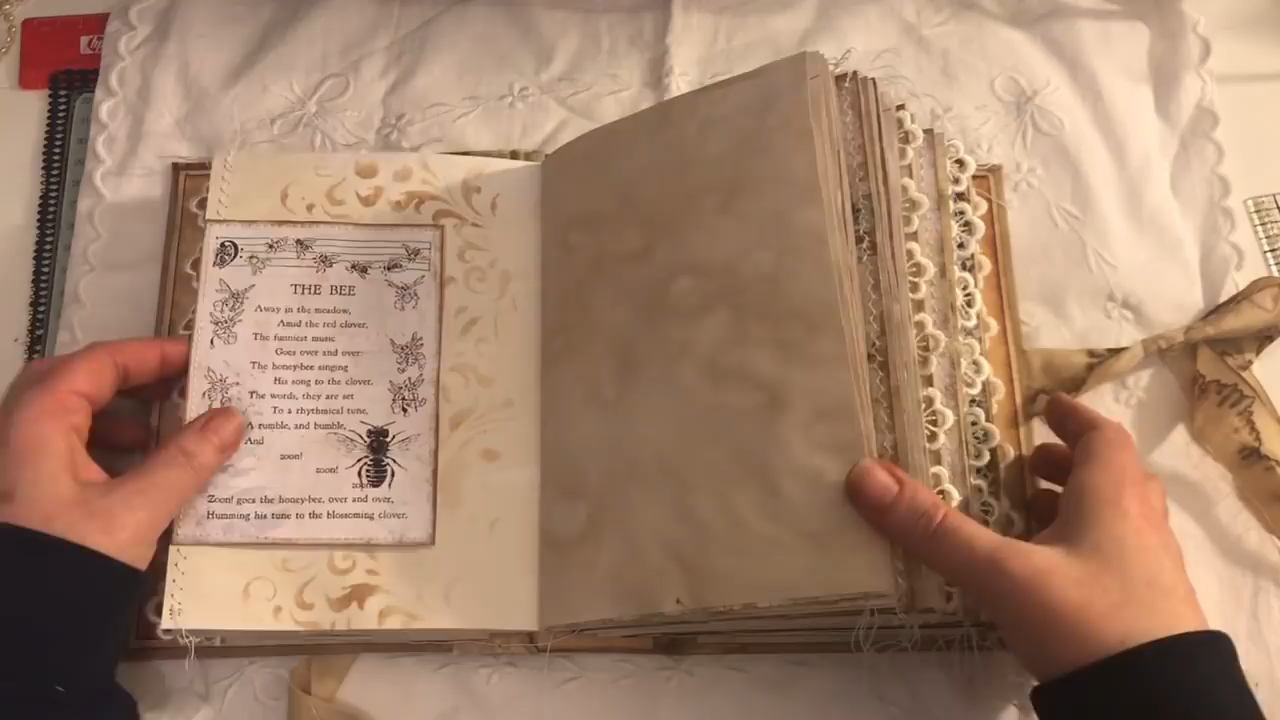 hp
THE BEE
Away in the meadow,
Amid the red clover,
The funniest music
Goes over and over:
The honey-bee singing
His song to the clover.
The words, they are set
To a rhythmical tune,
A rumble, and bumble,
And
zoon!
zoon!
zoon
Zoon! goes the honey-bee, over and over,
Humming his tune to the blossoming clover.